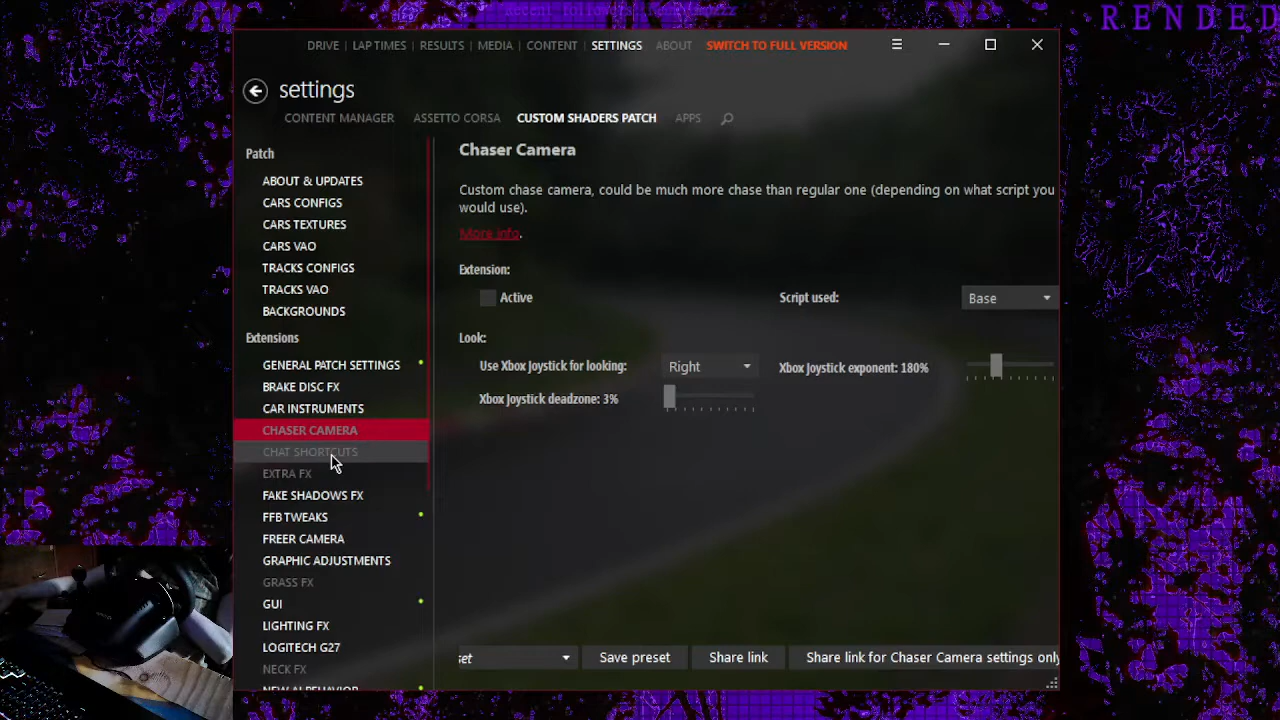 RENDED
DRIVE | LAP TIMES | RESULTS | MEDIA | CONTENT | SETTINGS | ABOUT SWITCH TO FULL VERSION
settings
CONTENT MANAGER ASSETTO CORSA CUSTOM SHADERS PATCH APPS
Patch
ABOUT & UPDATES
CARS CONFIGS
CARS TEXTURES
CARS VAO
TRACKS CONFIGS
TRACKS VAO
BACKGROUNDS
Extensions
GENERAL PATCH SETTINGS
BRAKE DISC FX
CAR INSTRUMENTS
CHASER CAMERA
CHAT SHORTCUTS
EXTRA FX
FAKE SHADOWS FX
FFB TWEAKS
FREER CAMERA
GRAPHIC ADJUSTMENTS
GRASS FX
GUI
LIGHTING FX
LOGITECH G27
NECK FX
NEW AI BEHAVIOR
Chaser Camera
Custom chase camera, could be much more chase than regular one (depending on what script you
would use).
More info.
Extension:
Active Script used: Base
Look:
Use Xbox joystick for looking: Right Xbox joystick exponent: 180%
Xbox joystick deadzone: 3%
set Save preset Share link Share link for Chaser Camera settings only